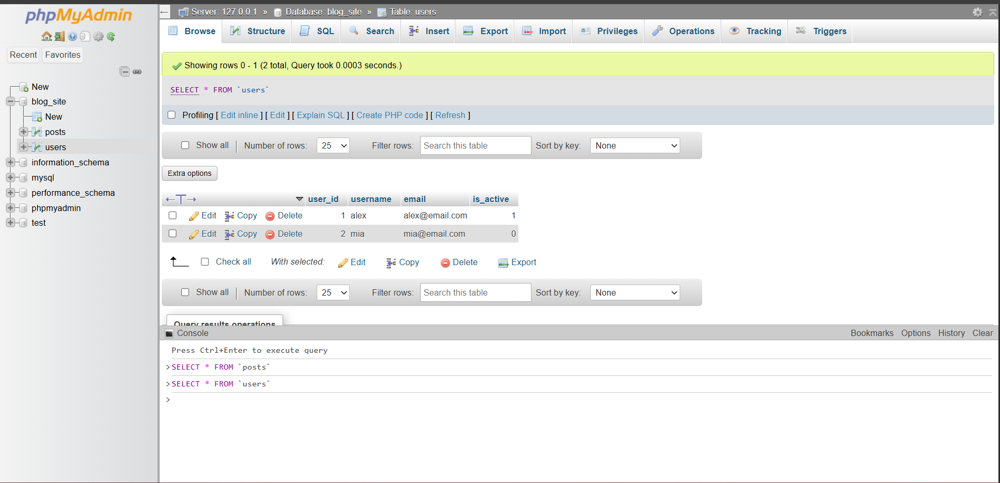 phpMyAdmin
Recent Favorites
New
blog_site
New
posts
users
information_schema
mysql
performance_schema
phpmyadmin
test
Server: 127.0.0.1 » Database: blog_site » Table: users
Browse Structure SQL Search Insert Export Import Privileges Operations Tracking Triggers
Showing rows 0 - 1 (2 total, Query took 0.0003 seconds.)
SELECT * FROM `users`
Profiling [ Edit inline ] [ Edit ] [ Explain SQL ] [ Create PHP code ] [ Refresh ]
Show all | Number of rows: 25 Filter rows: Search this table Sort by key: None
Extra options
user_id username email is_active
Edit Copy Delete 1 alex alex@email.com 1
Edit Copy Delete 2 mia mia@email.com 0
Check all With selected: Edit Copy Delete Export
Show all | Number of rows: 25 Filter rows: Search this table Sort by key: None
Query results operations
Console Bookmarks Options History Clear
Press Ctrl+Enter to execute query
>SELECT * FROM `posts`
>SELECT * FROM `users`
>